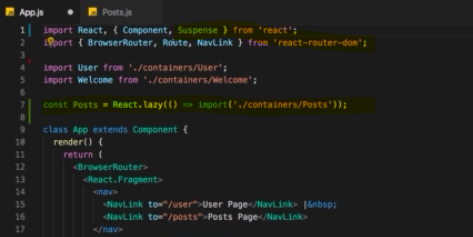 App.js
Posts.js
1 import React, { Component, Suspense } from 'react';
2 import { BrowserRouter, Route, NavLink } from 'react-router-dom';
3
4 import User from './containers/User';
5 import Welcome from './containers/Welcome';
6
7 const Posts = React.lazy(() => import('./containers/Posts'));
8
9 class App extends Component {
10 render() {
11 return (
12 <BrowserRouter>
13 <React.Fragment>
14 <nav>
15 <NavLink to="/user">User Page</NavLink> |&nbsp;
16 <NavLink to="/posts">Posts Page</NavLink>
17 </nav>